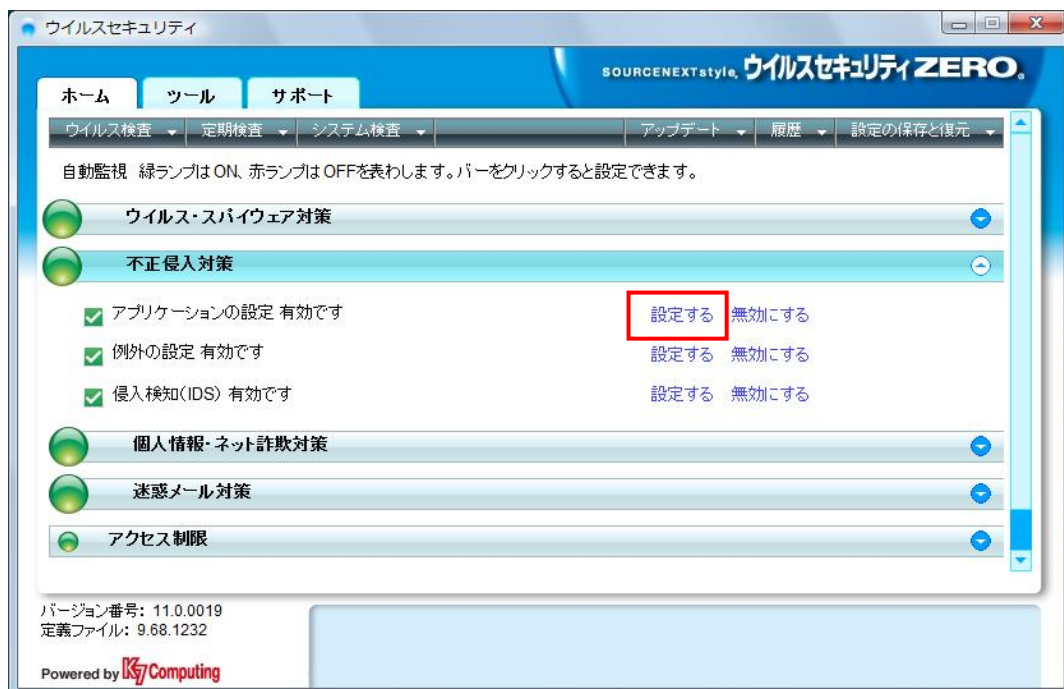 ウイルスセキュリティ
SOURCENEXTstyle. ウイルスセキュリティ ZERO.
ホーム ツール サポート
ウイルス検査 定期検査 システム検査 アップデート 履歴 設定の保存と復元
自動監視 緑ランプはON、赤ランプはOFFを表わします。バーをクリックすると設定できます。
ウイルス・スパイウェア対策
不正侵入対策
アプリケーションの設定 有効です 設定する 無効にする
例外の設定 有効です 設定する 無効にする
侵入検知(IDS) 有効です 設定する 無効にする
個人情報・ネット詐欺対策
迷惑メール対策
アクセス制限
バージョン番号: 11.0.0019
定義ファイル: 9.68.1232
Powered by K7 Computing